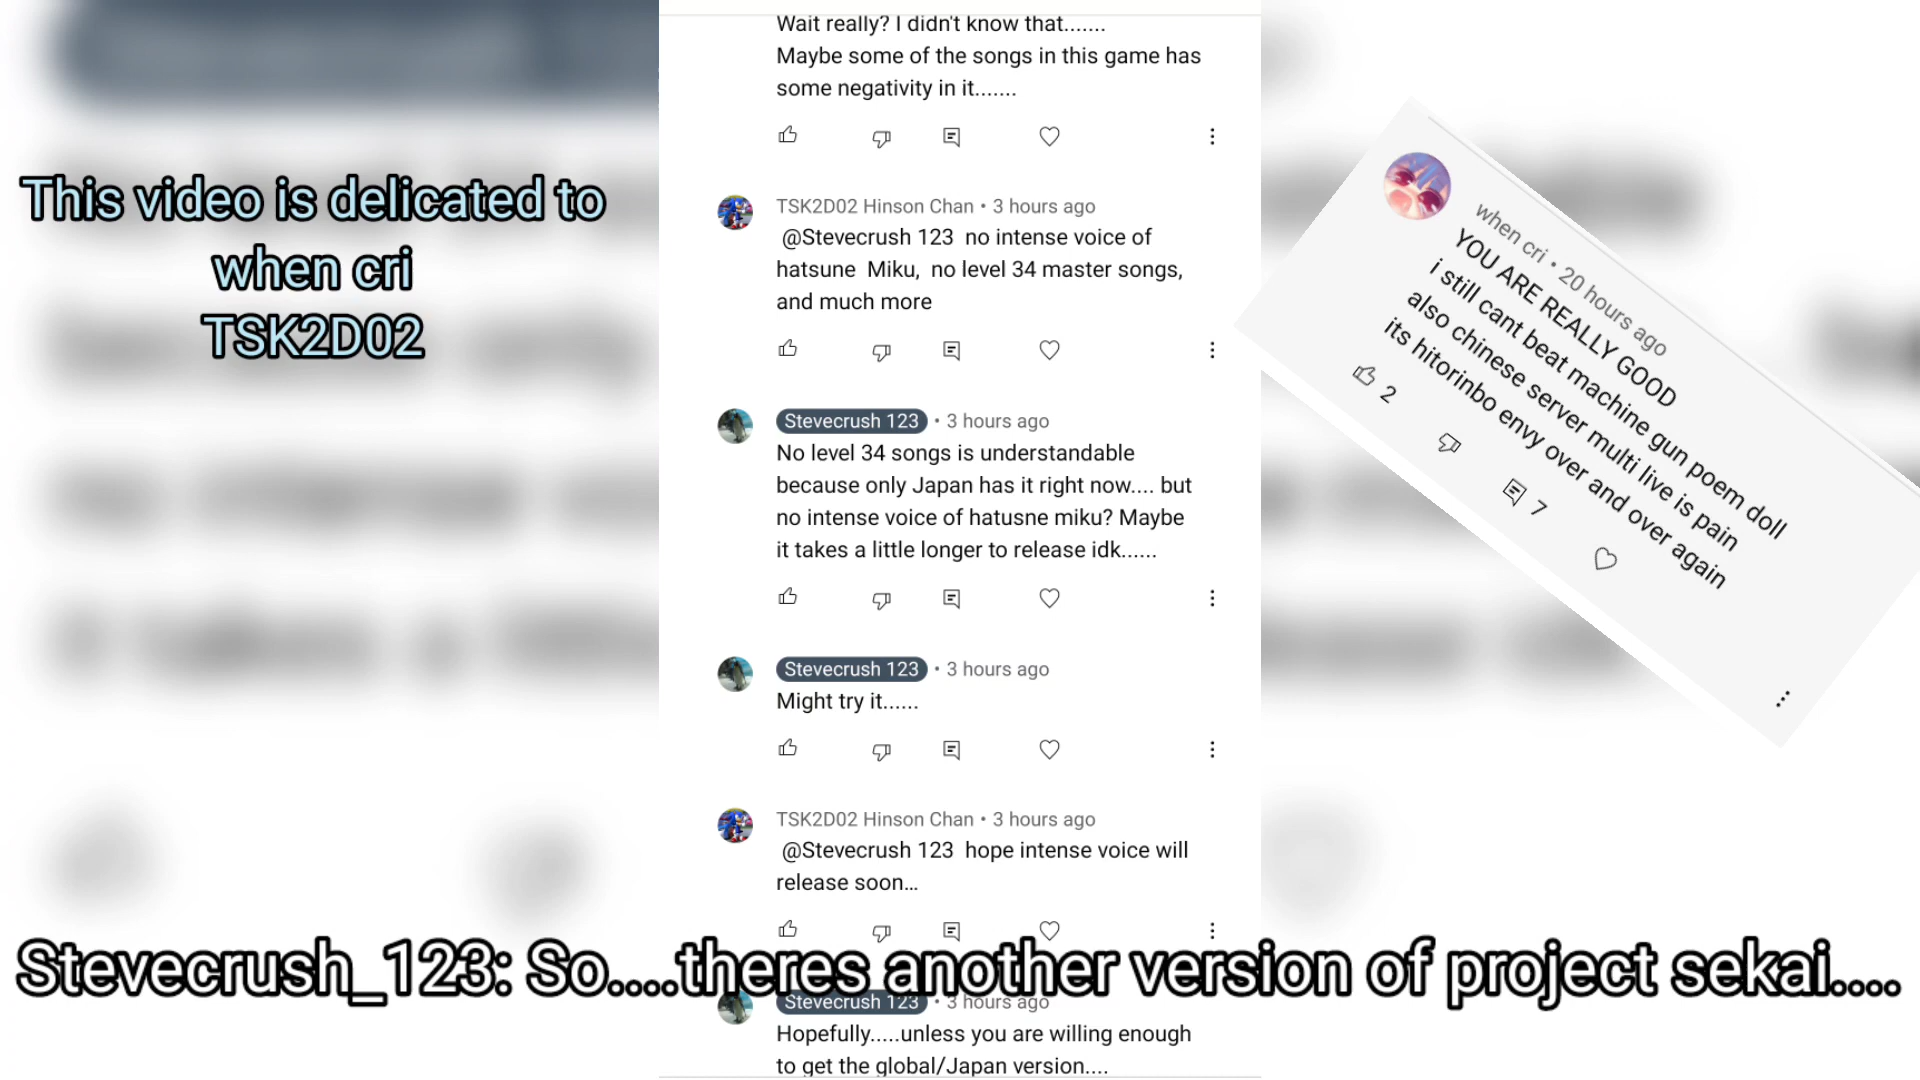 This video is delicated to
when cri
TSK2D02
Wait really? I didn't know that.......
Maybe some of the songs in this game has
some negativity in it.......
TSK2D02 Hinson Chan • 3 hours ago
@Stevecrush 123 no intense voice of
hatsune Miku, no level 34 master songs,
and much more
Stevecrush 123 • 3 hours ago
No level 34 songs is understandable
because only Japan has it right now.... but
no intense voice of hatusne miku? Maybe
it takes a little longer to release idk......
Stevecrush 123 • 3 hours ago
Might try it......
TSK2D02 Hinson Chan • 3 hours ago
@Stevecrush 123 hope intense voice will
release soon...
Stevecrush 123 • 3 hours ago
Hopefully.....unless you are willing enough
to get the global/Japan version....
when cri • 20 hours ago
YOU ARE REALLY GOOD
i still cant beat machine gun poem doll
also chinese server multi live is pain
its hitorinbo envy over and over again
2
7
Stevecrush_123: So....theres another version of project sekai....